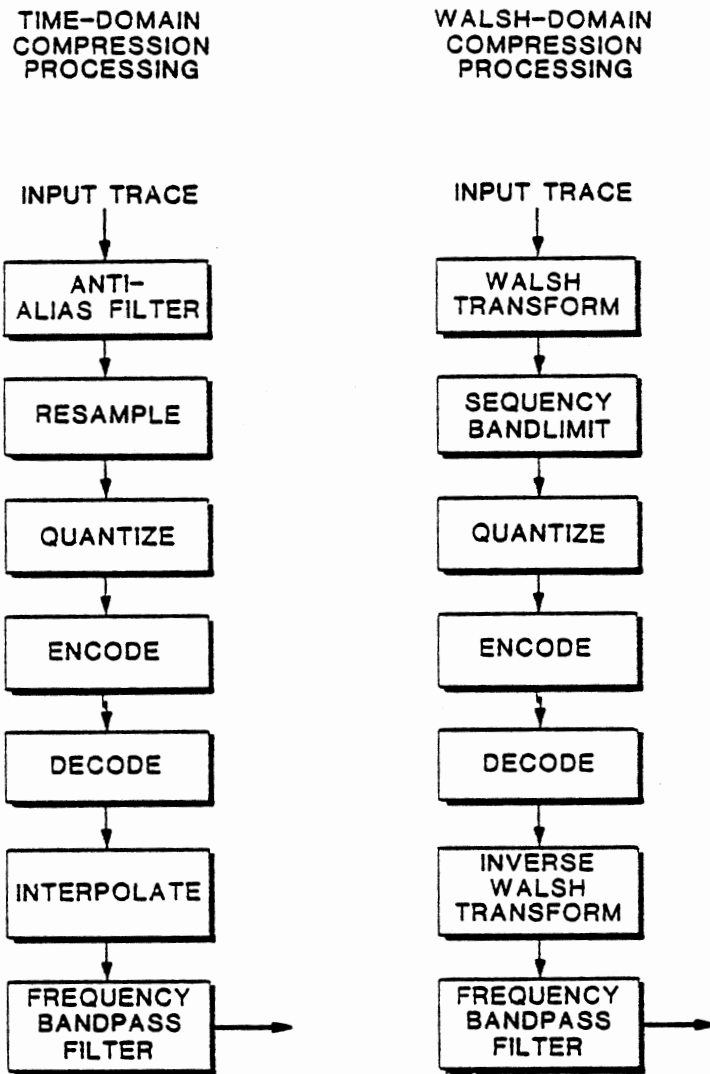 TIME-DOMAIN
COMPRESSION
PROCESSING
INPUT TRACE
ANTI-
ALIAS FILTER
RESAMPLE
QUANTIZE
ENCODE
DECODE
INTERPOLATE
FREQUENCY
BANDPASS
FILTER
WALSH-DOMAIN
COMPRESSION
PROCESSING
INPUT TRACE
WALSH
TRANSFORM
SEQUENCY
BANDLIMIT
QUANTIZE
ENCODE
DECODE
INVERSE
WALSH
TRANSFORM
FREQUENCY
BANDPASS
FILTER